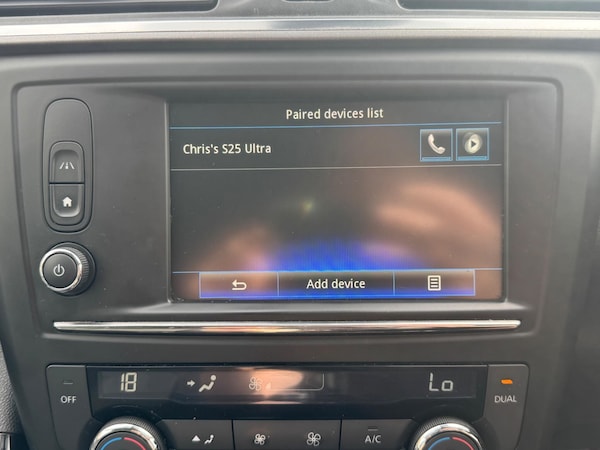 Paired devices list
Chris's S25 Ultra
Add device
18
Lo
OFF
DUAL
A/C